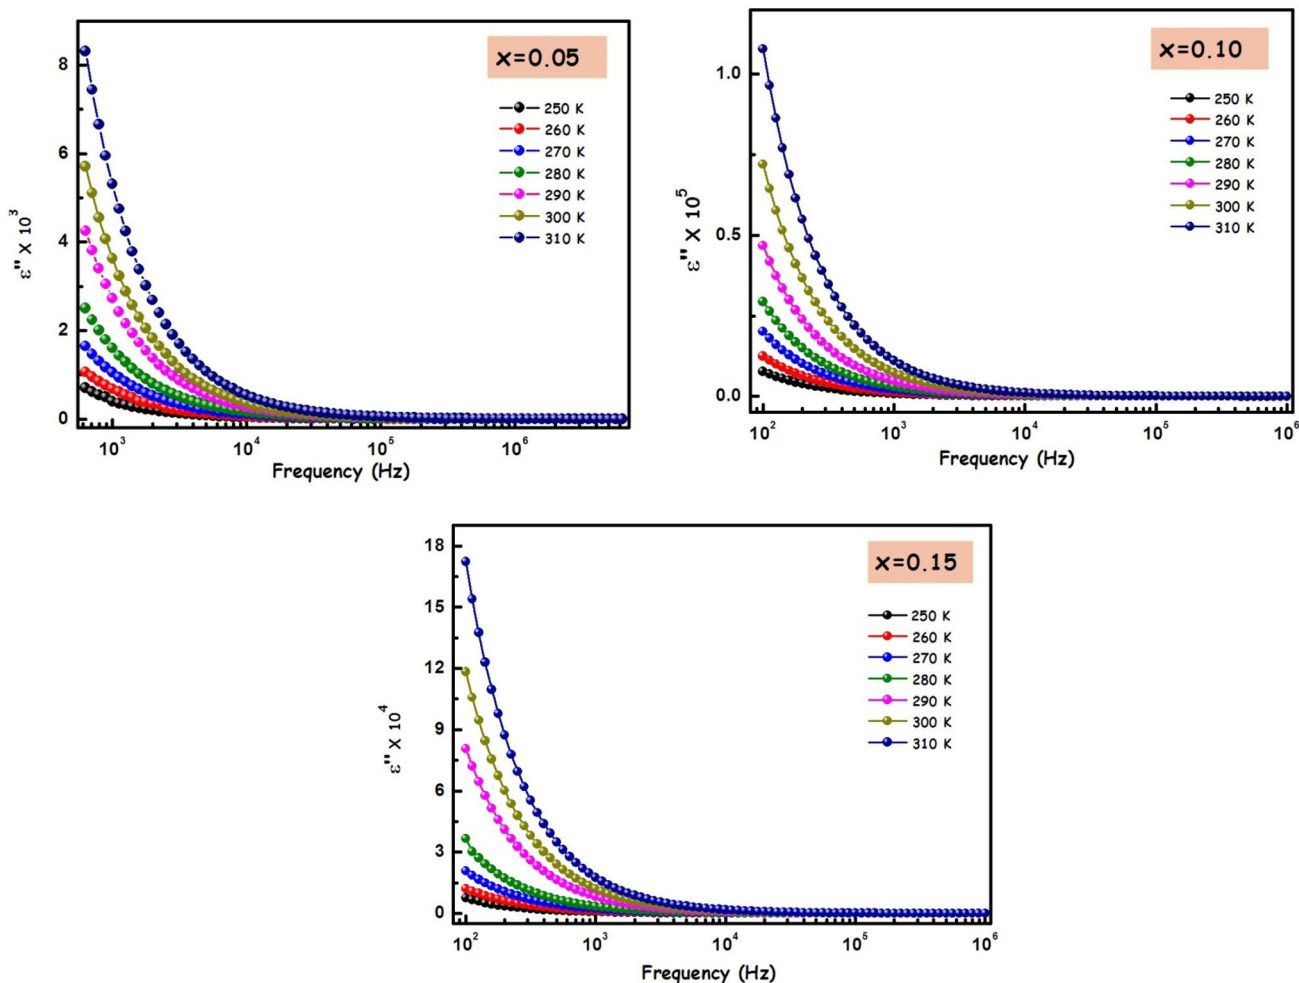 x=0.05
250 K
260 K
270 K
280 K
290 K
300 K
310 K
8
6
4
2
0
ε" X 10³
10³
10⁴
10⁵
10⁶
Frequency (Hz)
x=0.10
250 K
260 K
270 K
280 K
290 K
300 K
310 K
1.0
0.5
0.0
ε" X 10⁵
10²
10³
10⁴
10⁵
10⁶
Frequency (Hz)
x=0.15
250 K
260 K
270 K
280 K
290 K
300 K
310 K
18
15
12
9
6
3
0
ε" X 10⁴
10²
10³
10⁴
10⁵
10⁶
Frequency (Hz)